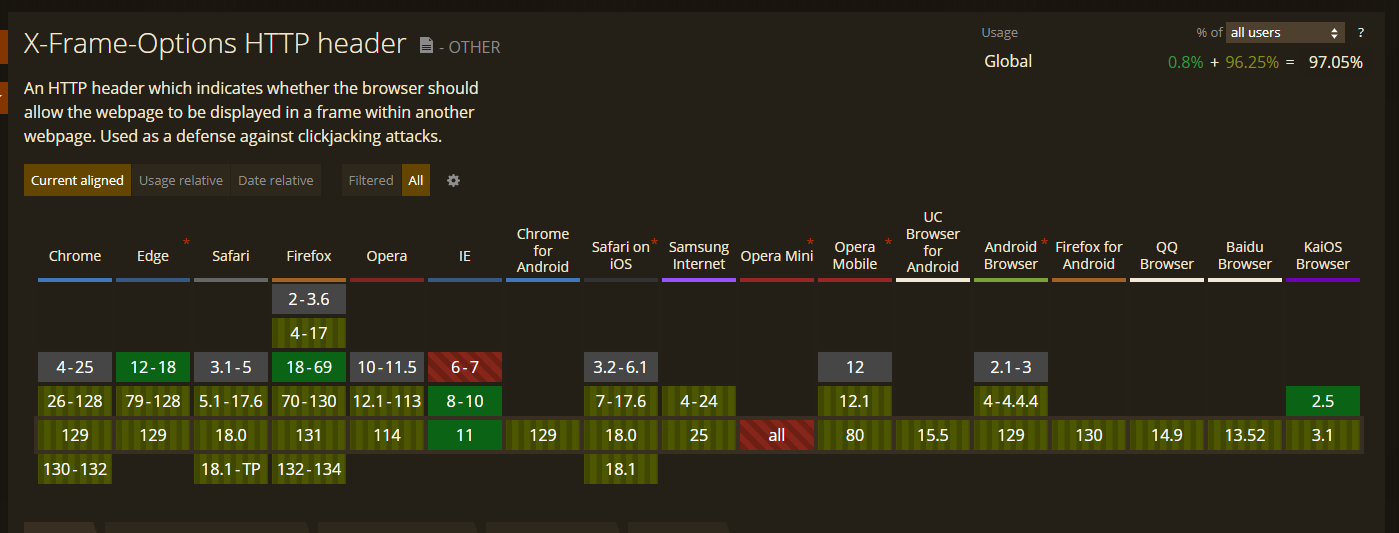 X-Frame-Options HTTP header - OTHER
Usage % of all users ?
Global 0.8% + 96.25% = 97.05%
An HTTP header which indicates whether the browser should
allow the webpage to be displayed in a frame within another
webpage. Used as a defense against clickjacking attacks.
Current aligned Usage relative Date relative Filtered All
Chrome Edge * Safari Firefox Opera IE Chrome for Android Safari on iOS * Samsung Internet Opera Mini * Opera Mobile * UC Browser for Android Android Browser * Firefox for Android QQ Browser Baidu Browser KaiOS Browser
2-3.6
4-17
4-25 12-18 3.1-5 18-69 10-11.5 6-7 3.2-6.1 12 2.1-3
26-128 79-128 5.1-17.6 70-130 12.1-113 8-10 7-17.6 4-24 12.1 4-4.4.4 2.5
129 129 18.0 131 114 11 129 18.0 25 all 80 15.5 129 130 14.9 13.52 3.1
130-132 18.1-TP 132-134 18.1